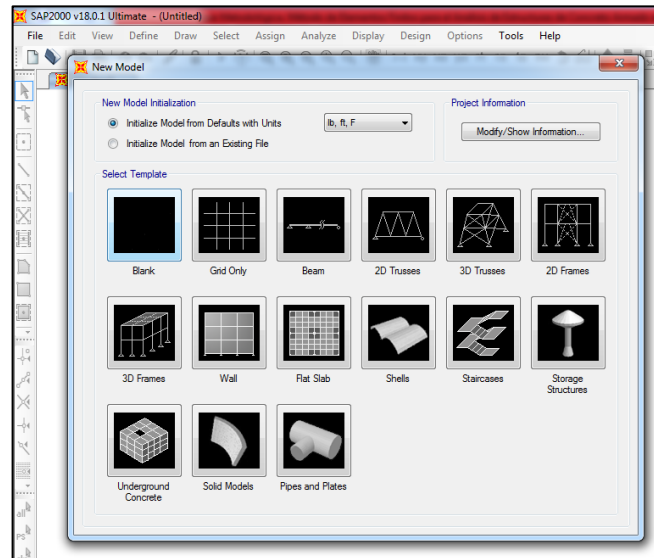 SAP2000 v18.0.1 Ultimate - (Untitled)
File Edit View Define Draw Select Assign Analyze Display Design Options Tools Help
New Model
New Model Initialization
Project Information
Initialize Model from Defaults with Units
lb, ft, F
Modify/Show Information...
Initialize Model from an Existing File
Select Template
Blank
Grid Only
Beam
2D Trusses
3D Trusses
2D Frames
3D Frames
Wall
Flat Slab
Shells
Staircases
Storage
Structures
Underground
Concrete
Solid Models
Pipes and Plates
all
PS